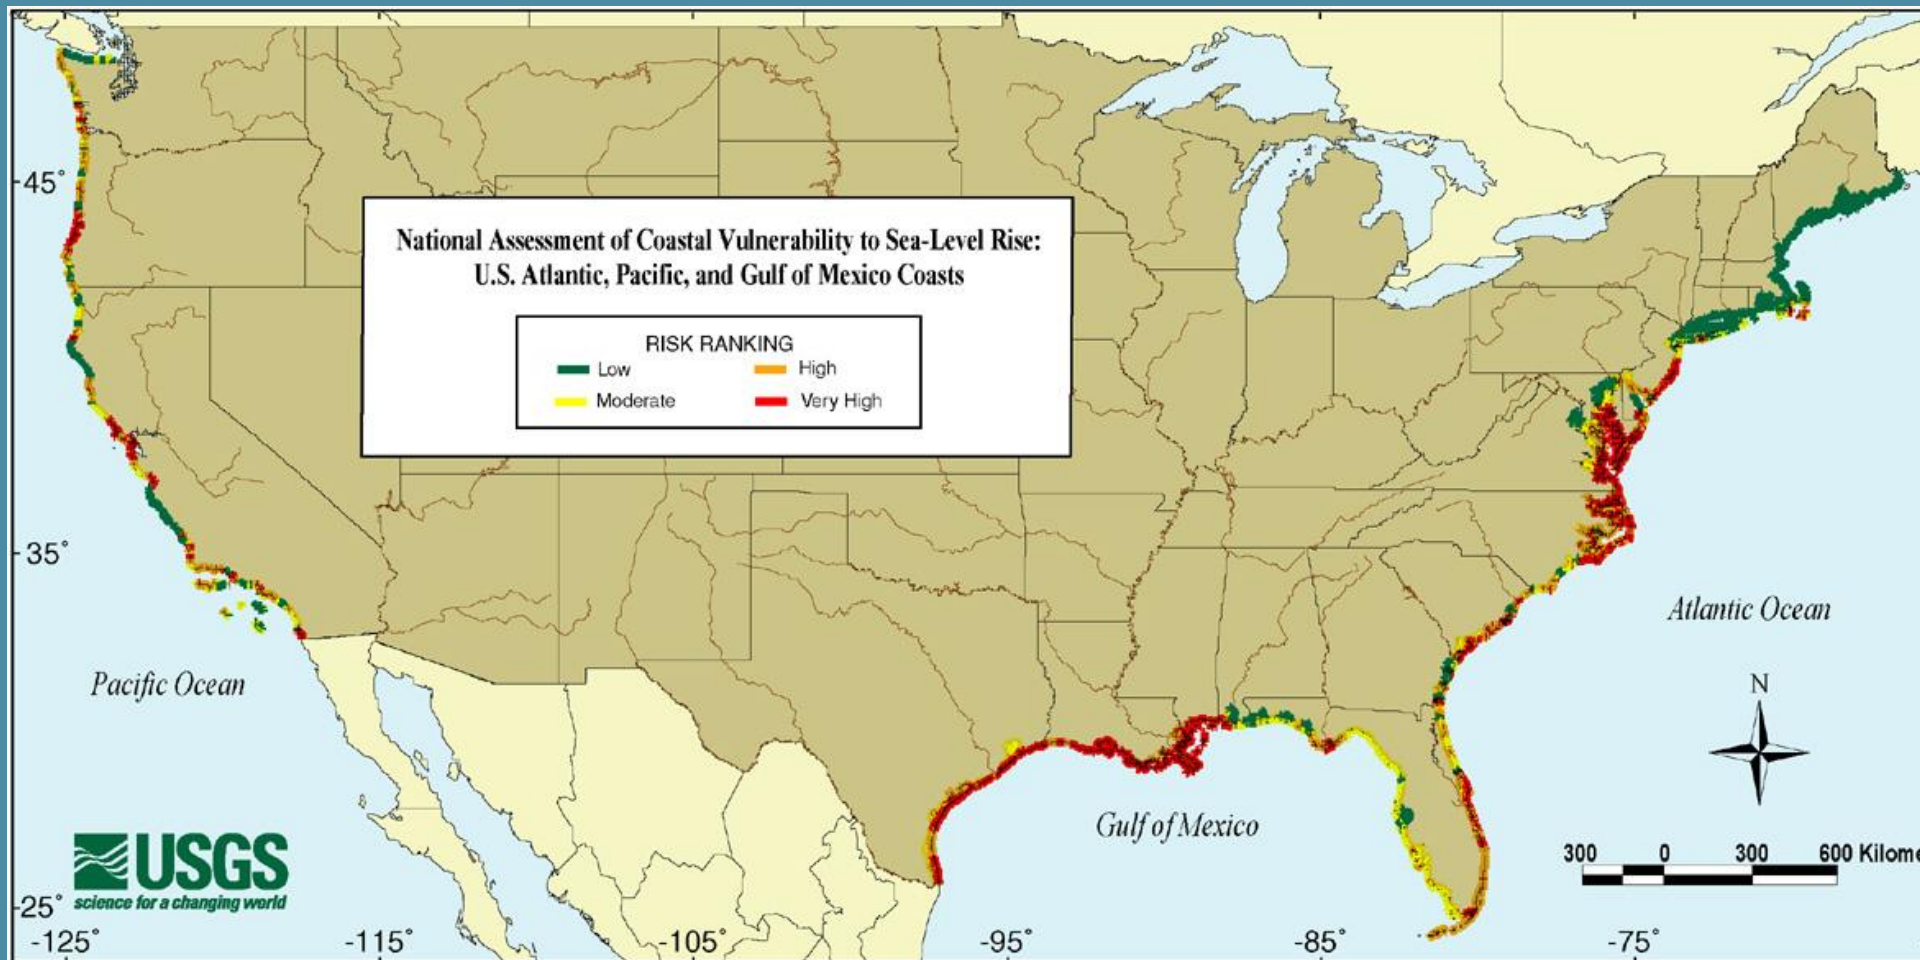 National Assessment of Coastal Vulnerability to Sea-Level Rise:
U.S. Atlantic, Pacific, and Gulf of Mexico Coasts
RISK RANKING
Low
High
Moderate
Very High
45°
35°
25°
Pacific Ocean
Atlantic Ocean
Gulf of Mexico
N
300 0 300 600 Kilome
USGS
science for a changing world
-125° -115° -105° -95° -85° -75°